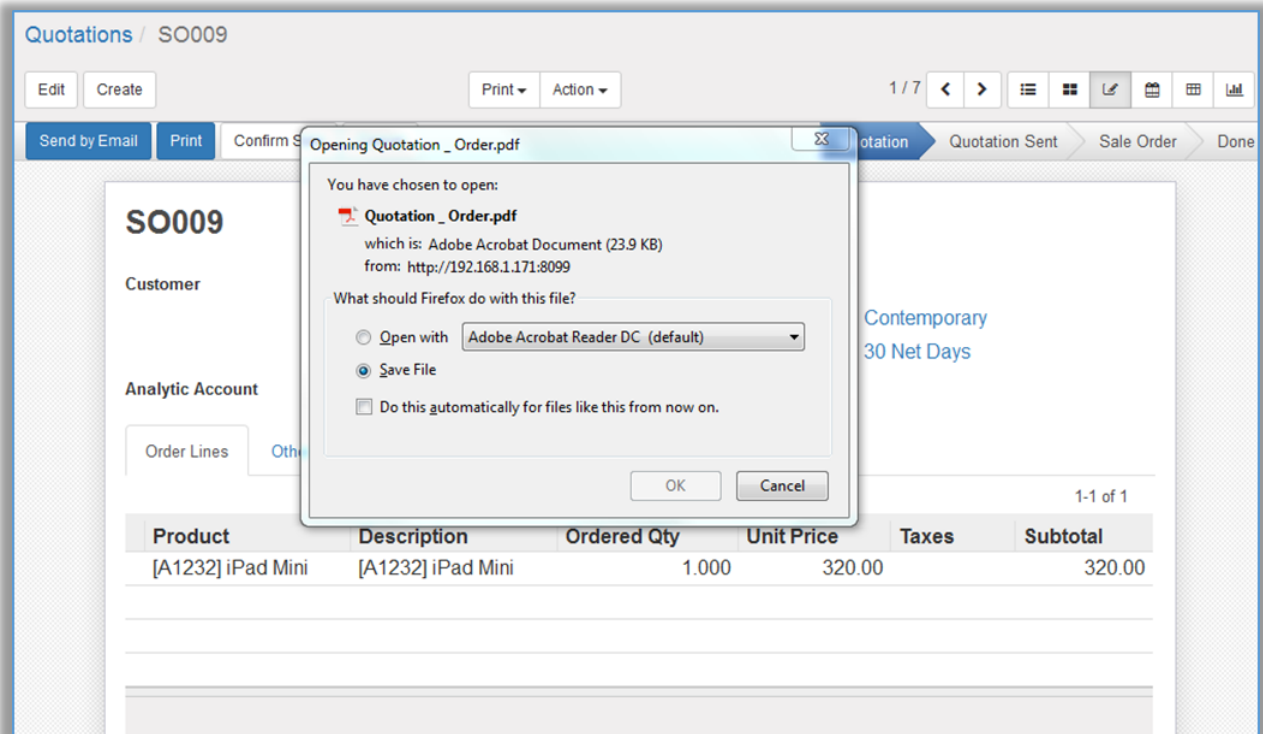 Quotations / SO009
Edit Create Print Action 1 / 7
Send by Email Print Confirm S otation Quotation Sent Sale Order Done
Opening Quotation _ Order.pdf
You have chosen to open:
Quotation _ Order.pdf
which is: Adobe Acrobat Document (23.9 KB)
from: http://192.168.1.171:8099
What should Firefox do with this file?
Open with Adobe Acrobat Reader DC (default)
Save File
Do this automatically for files like this from now on.
OK Cancel
SO009
Customer
Contemporary
30 Net Days
Analytic Account
Order Lines Othe
1-1 of 1
Product Description Ordered Qty Unit Price Taxes Subtotal
[A1232] iPad Mini [A1232] iPad Mini 1.000 320.00 320.00